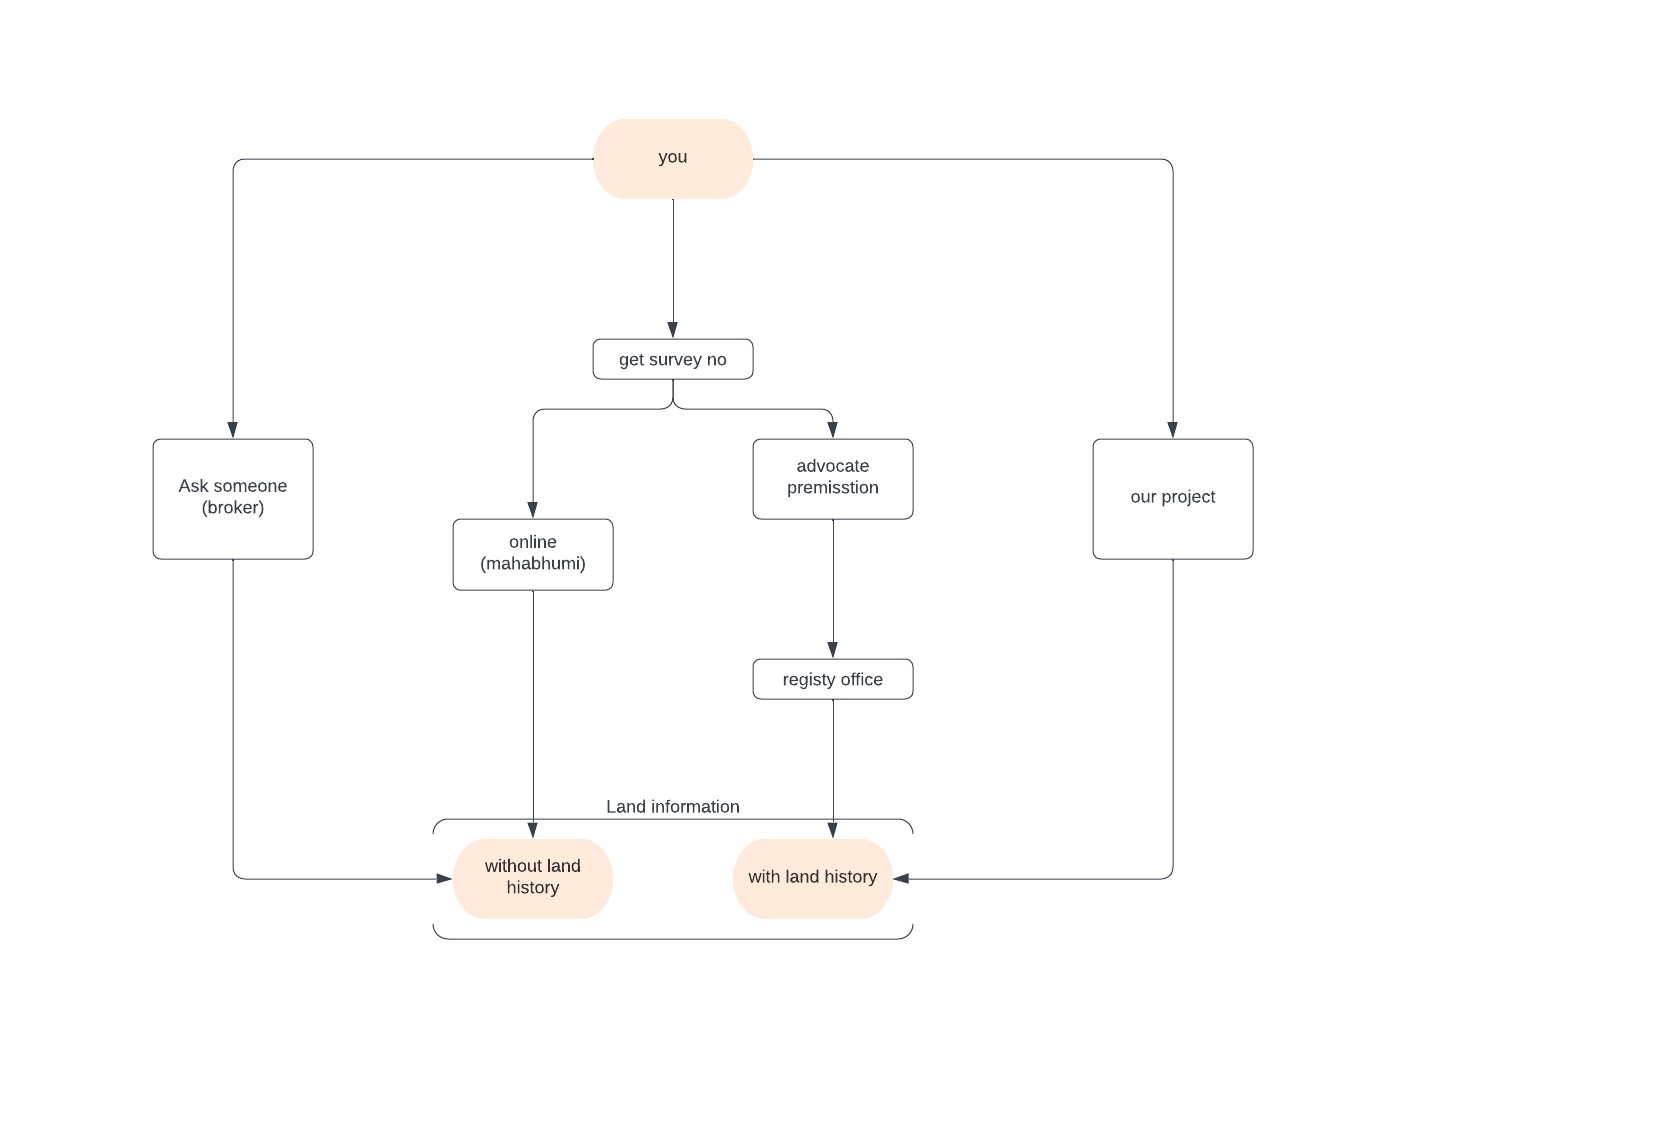 you
get survey no
Ask someone
(broker)
advocate
premisstion
our project
online
(mahabhumi)
registy office
Land information
without land
history
with land history